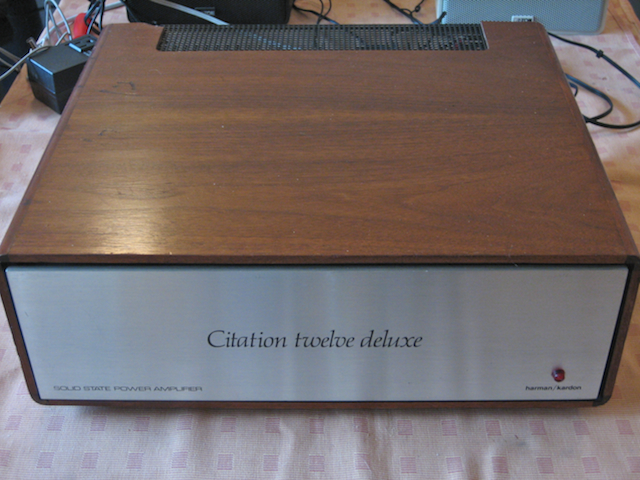 Citation twelve deluxe
SOLID STATE POWER AMPLIFIER
harman/kardon